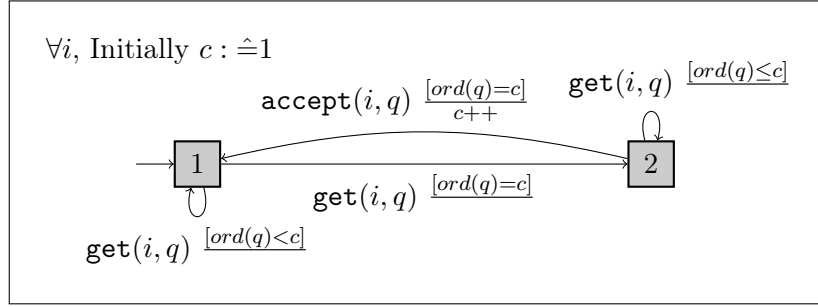 ∀i, Initially c :≙1
accept(i, q) [ord(q)=c]
c++
get(i, q) [ord(q)≤c]
1
2
get(i, q) [ord(q)=c]
get(i, q) [ord(q)<c]